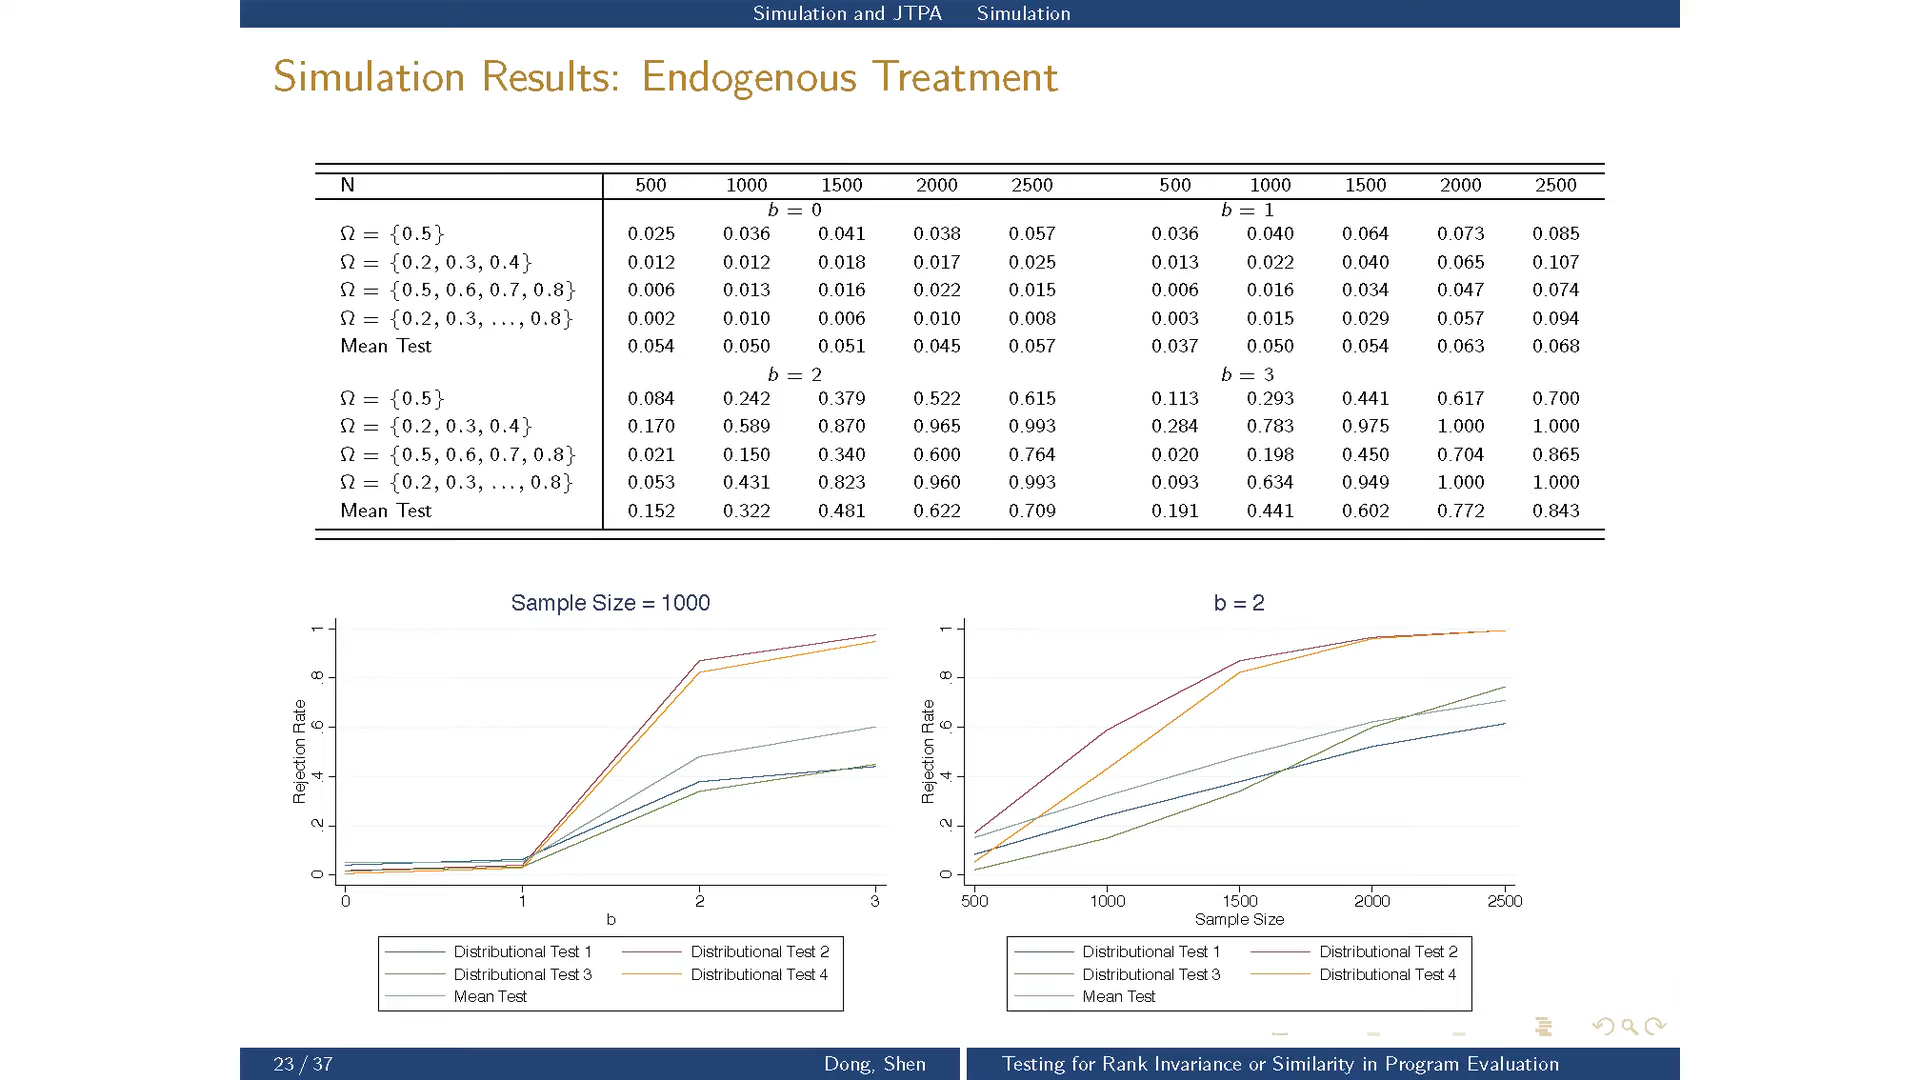 Simulation and JTPA Simulation
Simulation Results: Endogenous Treatment
N 500 1000 1500 2000 2500 500 1000 1500 2000 2500
b = 0 b = 1
Ω = {0.5} 0.025 0.036 0.041 0.038 0.057 0.036 0.040 0.064 0.073 0.085
Ω = {0.2, 0.3, 0.4} 0.012 0.012 0.018 0.017 0.025 0.013 0.022 0.040 0.065 0.107
Ω = {0.5, 0.6, 0.7, 0.8} 0.006 0.013 0.016 0.022 0.015 0.006 0.016 0.034 0.047 0.074
Ω = {0.2, 0.3, ..., 0.8} 0.002 0.010 0.006 0.010 0.008 0.003 0.015 0.029 0.057 0.094
Mean Test 0.054 0.050 0.051 0.045 0.057 0.037 0.050 0.054 0.063 0.068
b = 2 b = 3
Ω = {0.5} 0.084 0.242 0.379 0.522 0.615 0.113 0.293 0.441 0.617 0.700
Ω = {0.2, 0.3, 0.4} 0.170 0.589 0.870 0.965 0.993 0.284 0.783 0.975 1.000 1.000
Ω = {0.5, 0.6, 0.7, 0.8} 0.021 0.150 0.340 0.600 0.764 0.020 0.198 0.450 0.704 0.865
Ω = {0.2, 0.3, ..., 0.8} 0.053 0.431 0.823 0.960 0.993 0.093 0.634 0.949 1.000 1.000
Mean Test 0.152 0.322 0.481 0.622 0.709 0.191 0.441 0.602 0.772 0.843
Sample Size = 1000
Rejection Rate
1
.8
.6
.4
.2
0
0 1 2 3
b
Distributional Test 1 Distributional Test 2
Distributional Test 3 Distributional Test 4
Mean Test
b = 2
Rejection Rate
1
.8
.6
.4
.2
0
500 1000 1500 2000 2500
Sample Size
Distributional Test 1 Distributional Test 2
Distributional Test 3 Distributional Test 4
Mean Test
23 / 37 Dong, Shen Testing for Rank Invariance or Similarity in Program Evaluation